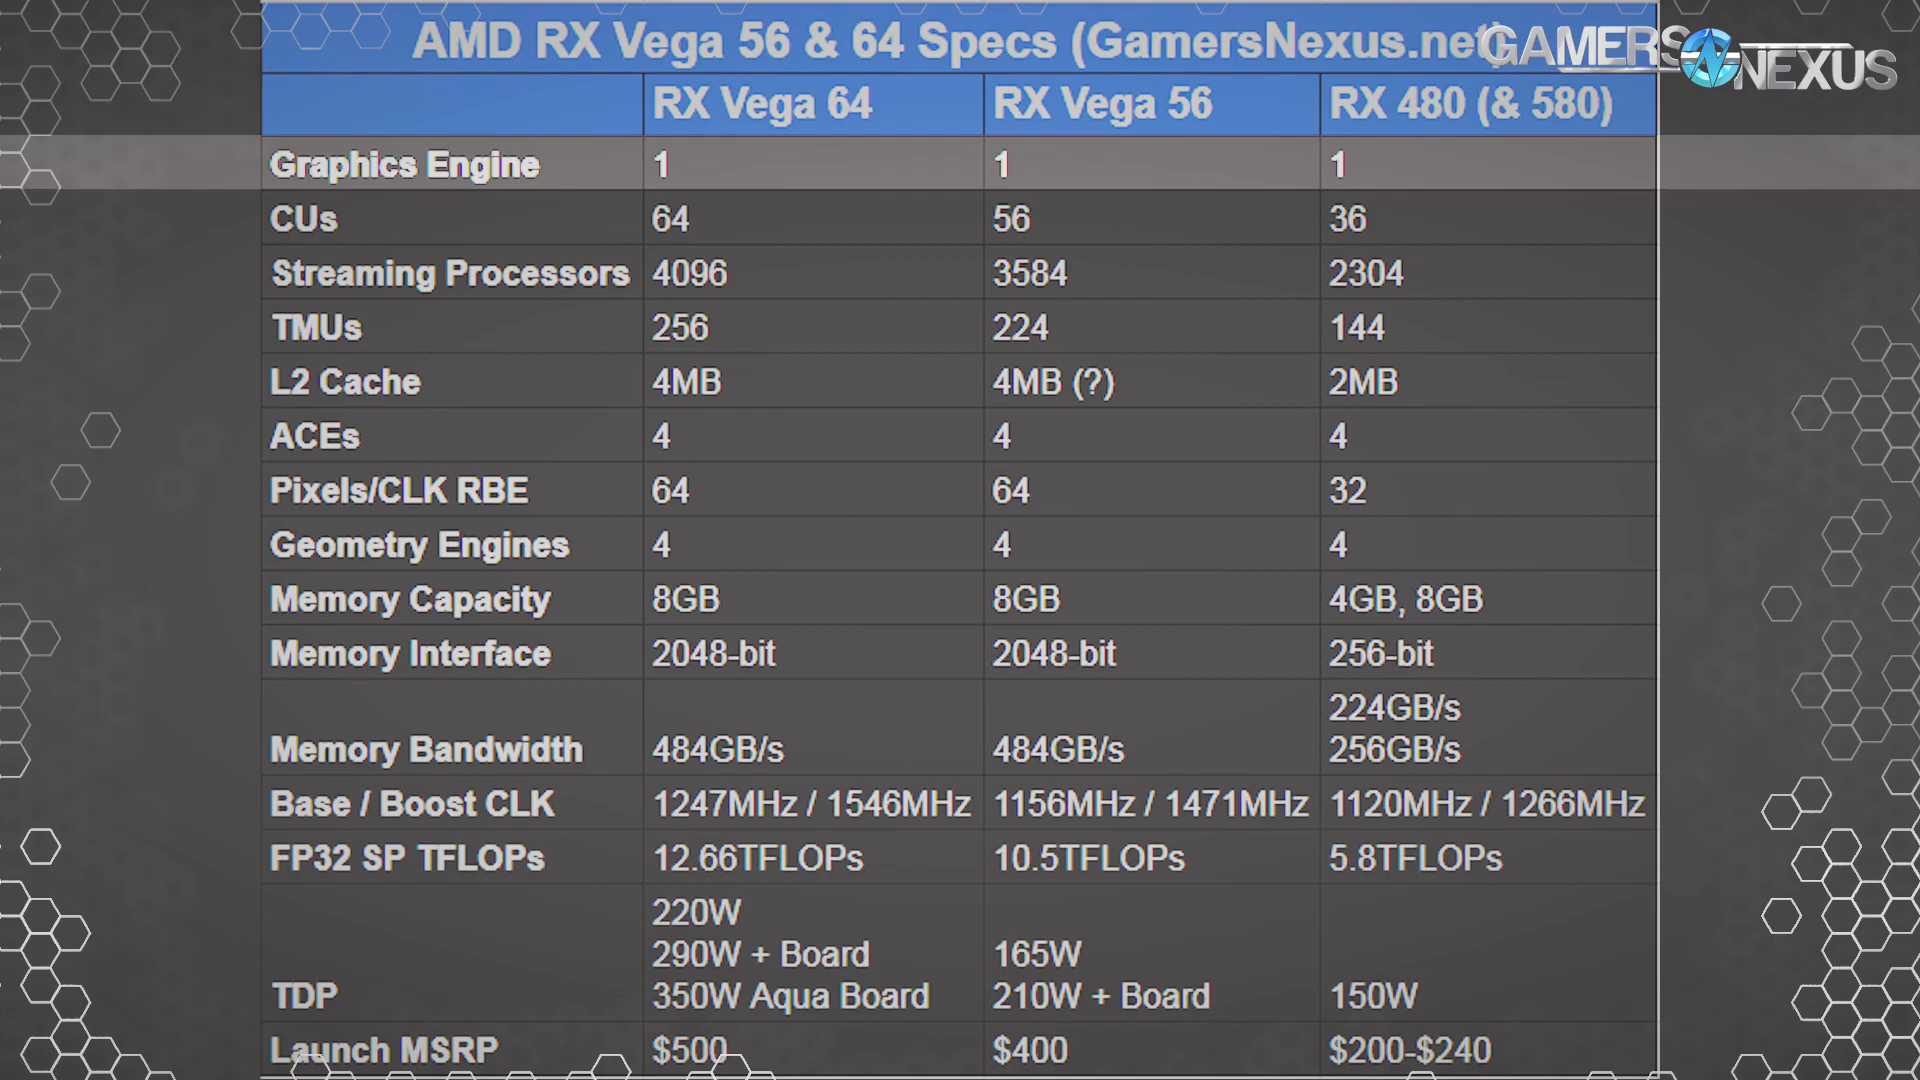 AMD RX Vega 56 & 64 Specs (GamersNexus.net)
GAMERS NEXUS
RX Vega 64 RX Vega 56 RX 480 (& 580)
Graphics Engine 1 1 1
CUs 64 56 36
Streaming Processors 4096 3584 2304
TMUs 256 224 144
L2 Cache 4MB 4MB (?) 2MB
ACEs 4 4 4
Pixels/CLK RBE 64 64 32
Geometry Engines 4 4 4
Memory Capacity 8GB 8GB 4GB, 8GB
Memory Interface 2048-bit 2048-bit 256-bit
224GB/s
Memory Bandwidth 484GB/s 484GB/s 256GB/s
Base / Boost CLK 1247MHz / 1546MHz 1156MHz / 1471MHz 1120MHz / 1266MHz
FP32 SP TFLOPs 12.66TFLOPs 10.5TFLOPs 5.8TFLOPs
220W
290W + Board 165W
TDP 350W Aqua Board 210W + Board 150W
Launch MSRP $500 $400 $200-$240